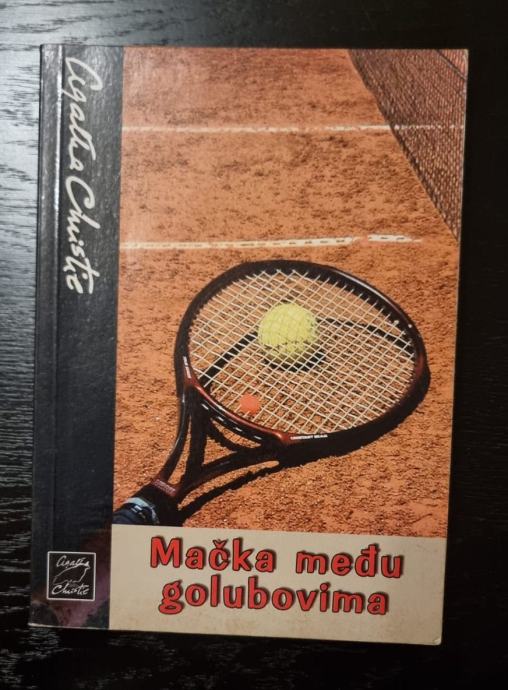 Agatha Christie
Mačka među
golubovima
Agatha
Christie